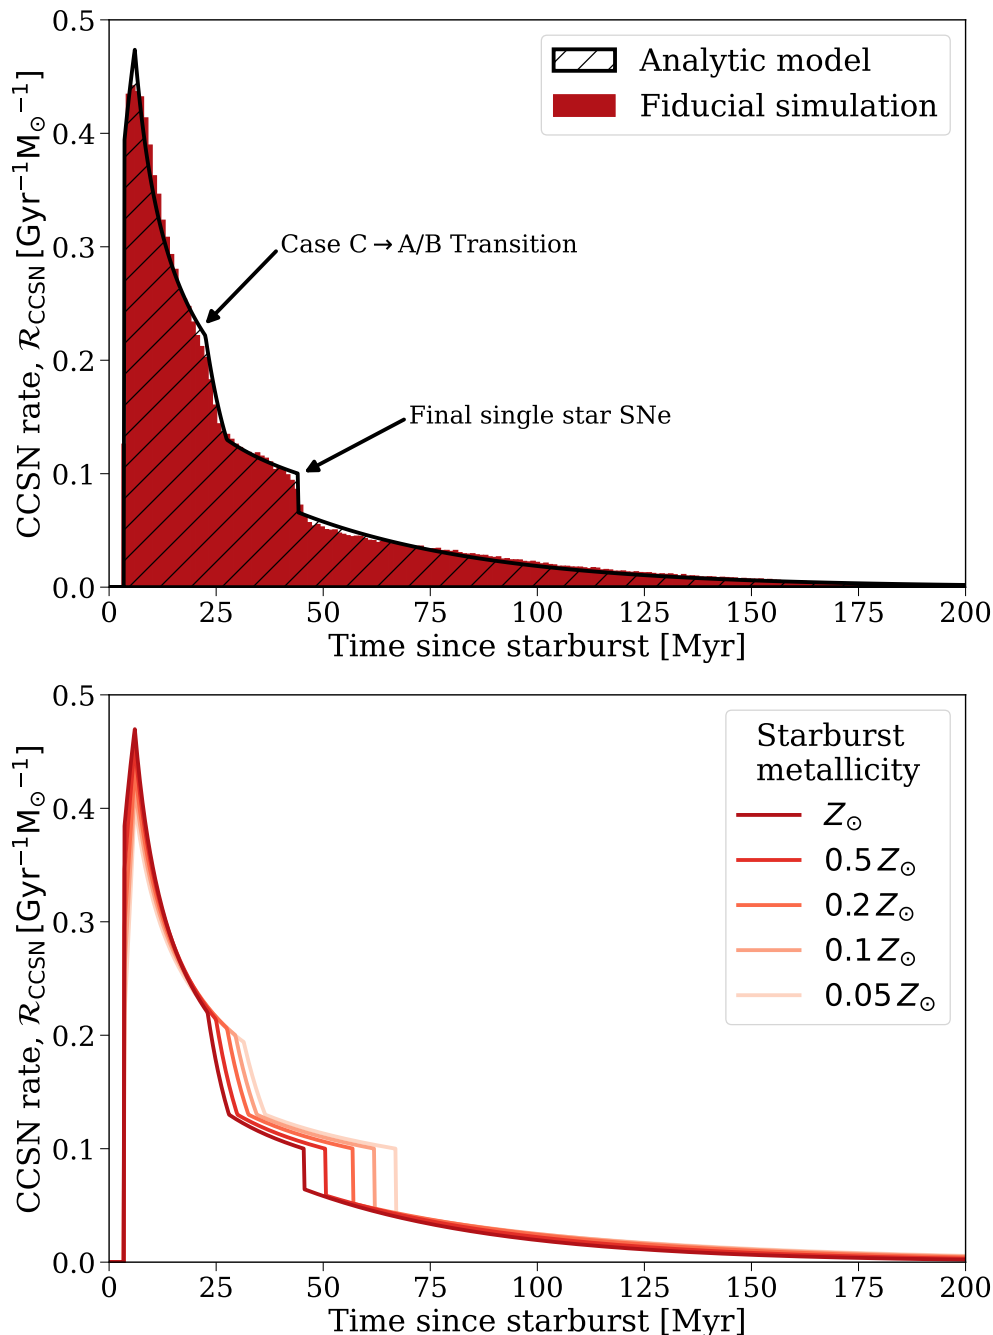 0.5
0.4
0.3
0.2
0.1
0.0
CCSN rate, R_CCSN [Gyr⁻¹M⊙⁻¹]
Analytic model
Fiducial simulation
Case C → A/B Transition
Final single star SNe
0 25 50 75 100 125 150 175 200
Time since starburst [Myr]
0.5
0.4
0.3
0.2
0.1
0.0
CCSN rate, R_CCSN [Gyr⁻¹M⊙⁻¹]
Starburst
metallicity
Z⊙
0.5 Z⊙
0.2 Z⊙
0.1 Z⊙
0.05 Z⊙
0 25 50 75 100 125 150 175 200
Time since starburst [Myr]